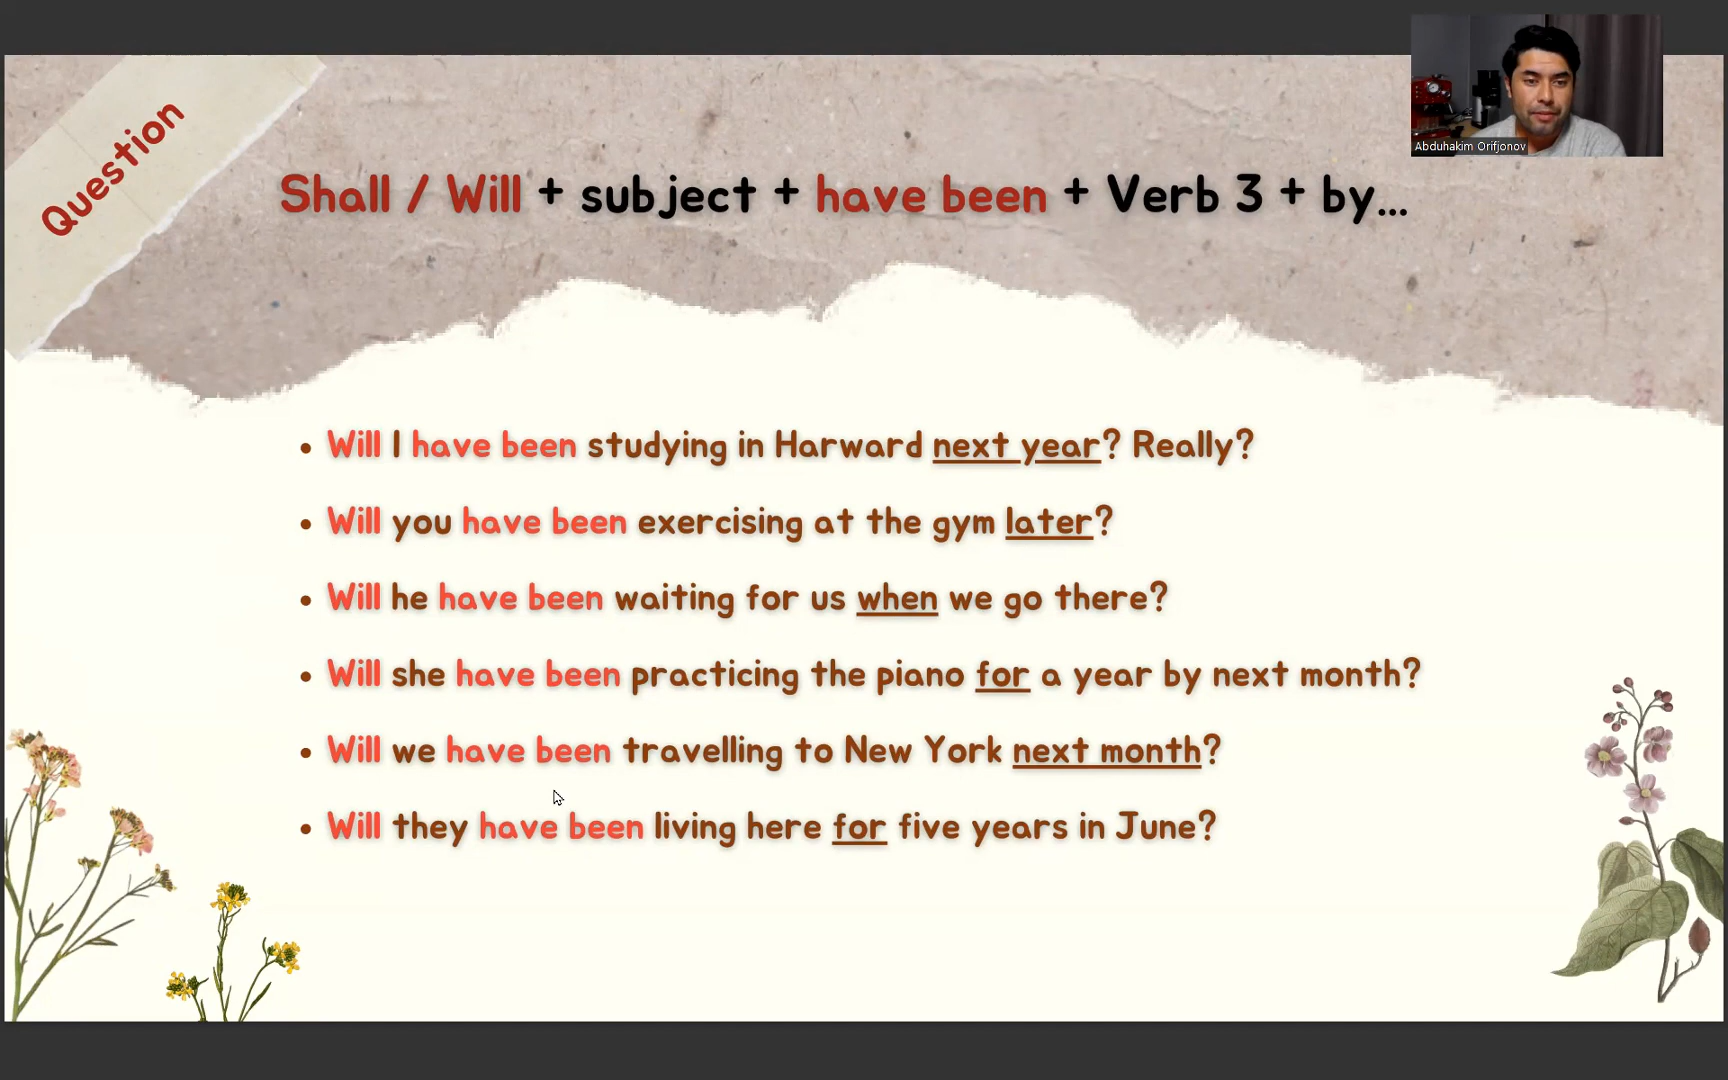 Question
Abduhakim Orifjonov
Shall / Will + subject + have been + Verb 3 + by...
• Will I have been studying in Harward next year? Really?
• Will you have been exercising at the gym later?
• Will he have been waiting for us when we go there?
• Will she have been practicing the piano for a year by next month?
• Will we have been travelling to New York next month?
• Will they have been living here for five years in June?